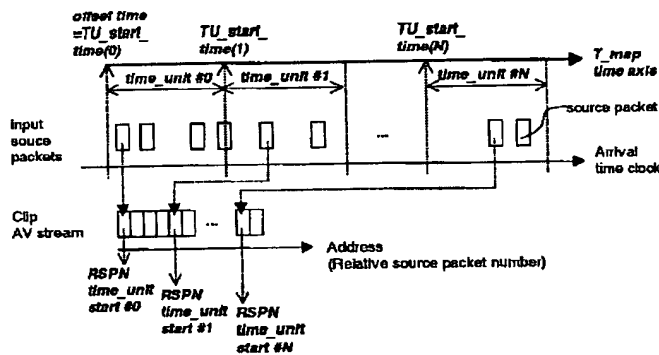 offset time
=TU_start_
time(0)
TU_start_
time(1)
TU_start_
time(N)
T_map
time axis
time_unit #0
time_unit #1
time_unit #N
source packet
input
souce
packets
...
Arrival
time clock
Clip
AV stream
...
Address
(Relative source packet number)
RSPN
time_unit
start #0
RSPN
time_unit
start #1
RSPN
time_unit
start #N